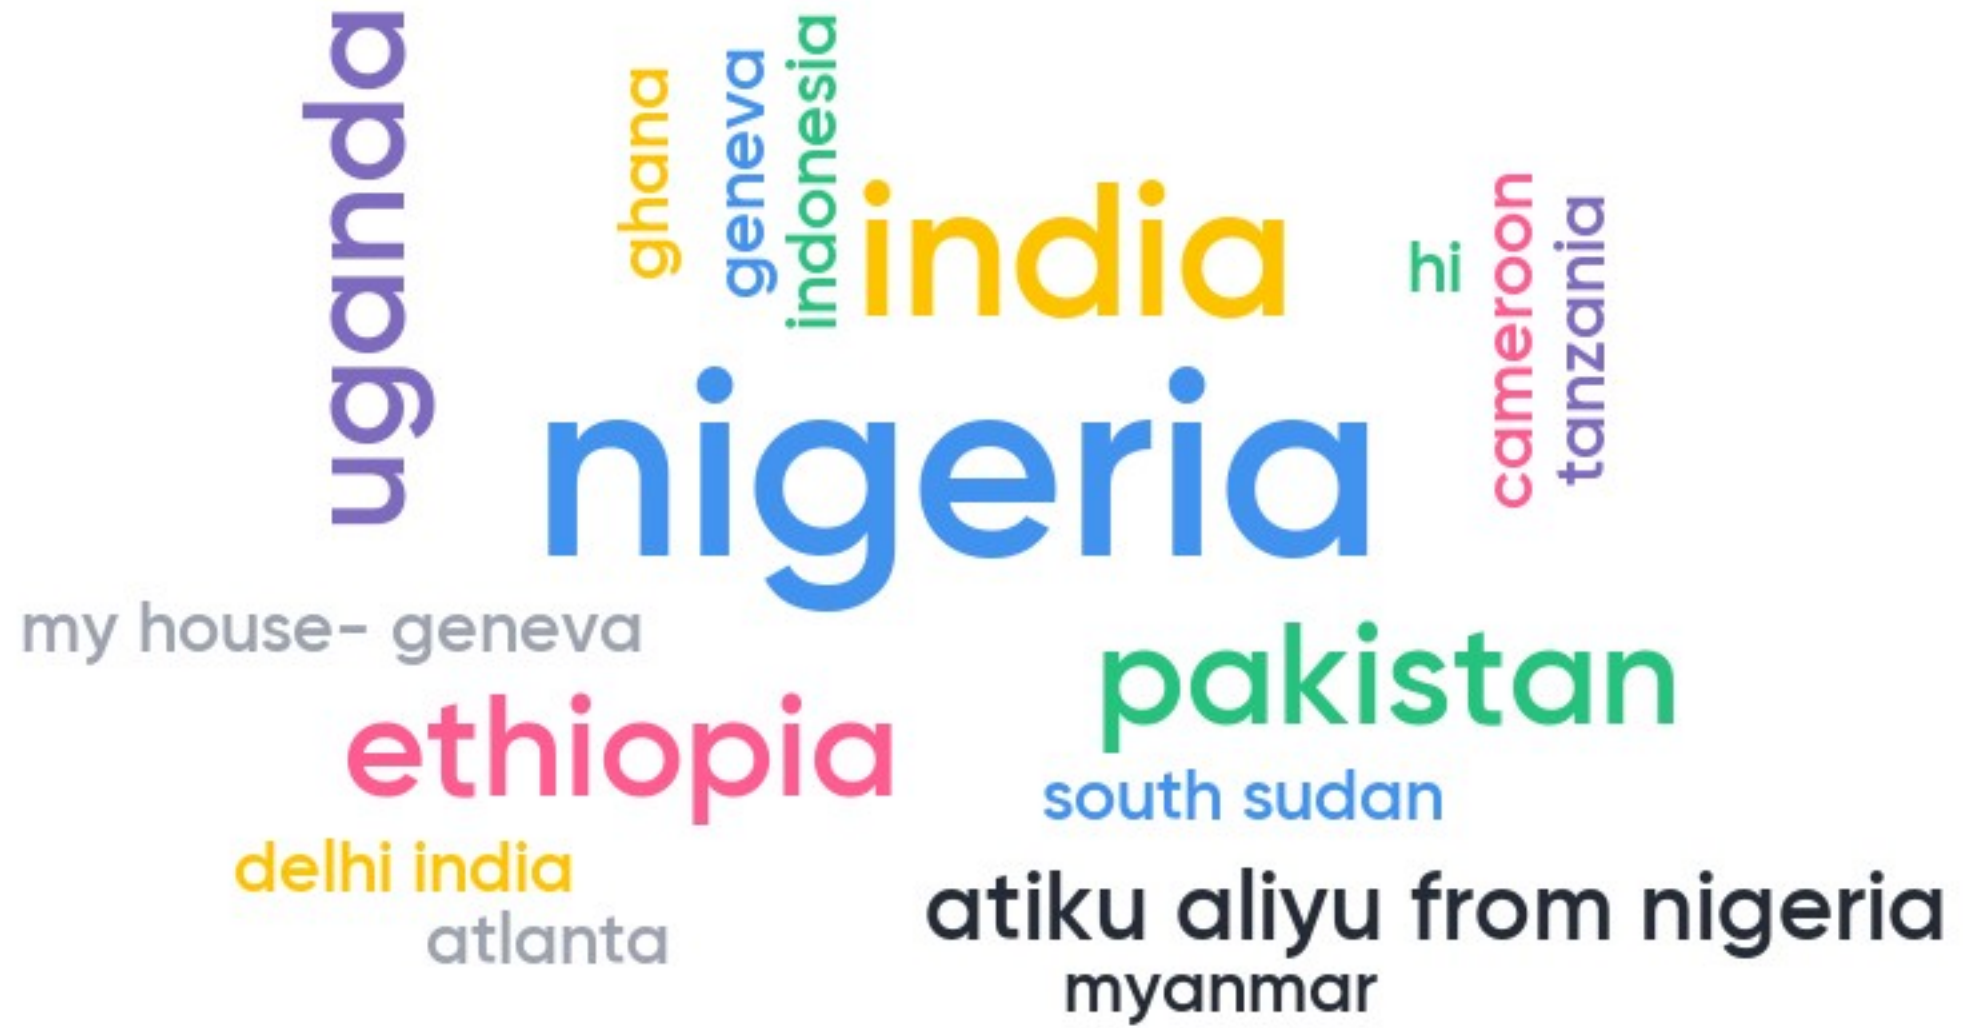 uganda
ghana
geneva
indonesia
india
hi
cameroon
tanzania
nigeria
my house- geneva
pakistan
ethiopia
south sudan
delhi india
atiku aliyu from nigeria
atlanta
myanmar